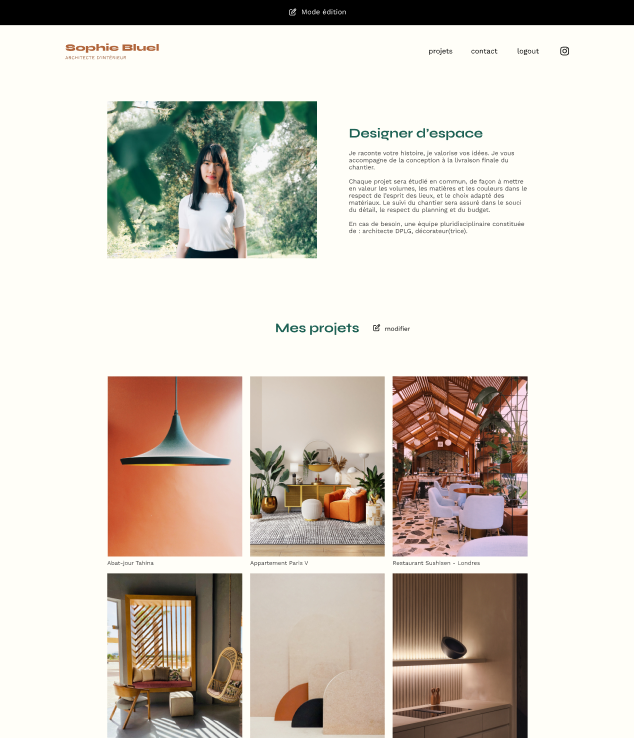 Mode édition
Sophie Bluel
ARCHITECTE D'INTÉRIEUR
projets contact logout
Designer d'espace
Je raconte votre histoire, je valorise vos idées. Je vous
accompagne de la conception à la livraison finale du
chantier.
Chaque projet sera étudié en commun, de façon à mettre
en valeur les volumes, les matières et les couleurs dans le
respect de l'esprit des lieux, et le choix adapté des
matériaux. Le suivi du chantier sera assuré dans le souci
du détail, le respect du planning et du budget.
En cas de besoin, une équipe pluridisciplinaire constituée
de : architecte DPLG, décorateur(trice).
Mes projets
modifier
Abat-jour Tahina
Appartement Paris V
Restaurant Sushisen - Londres